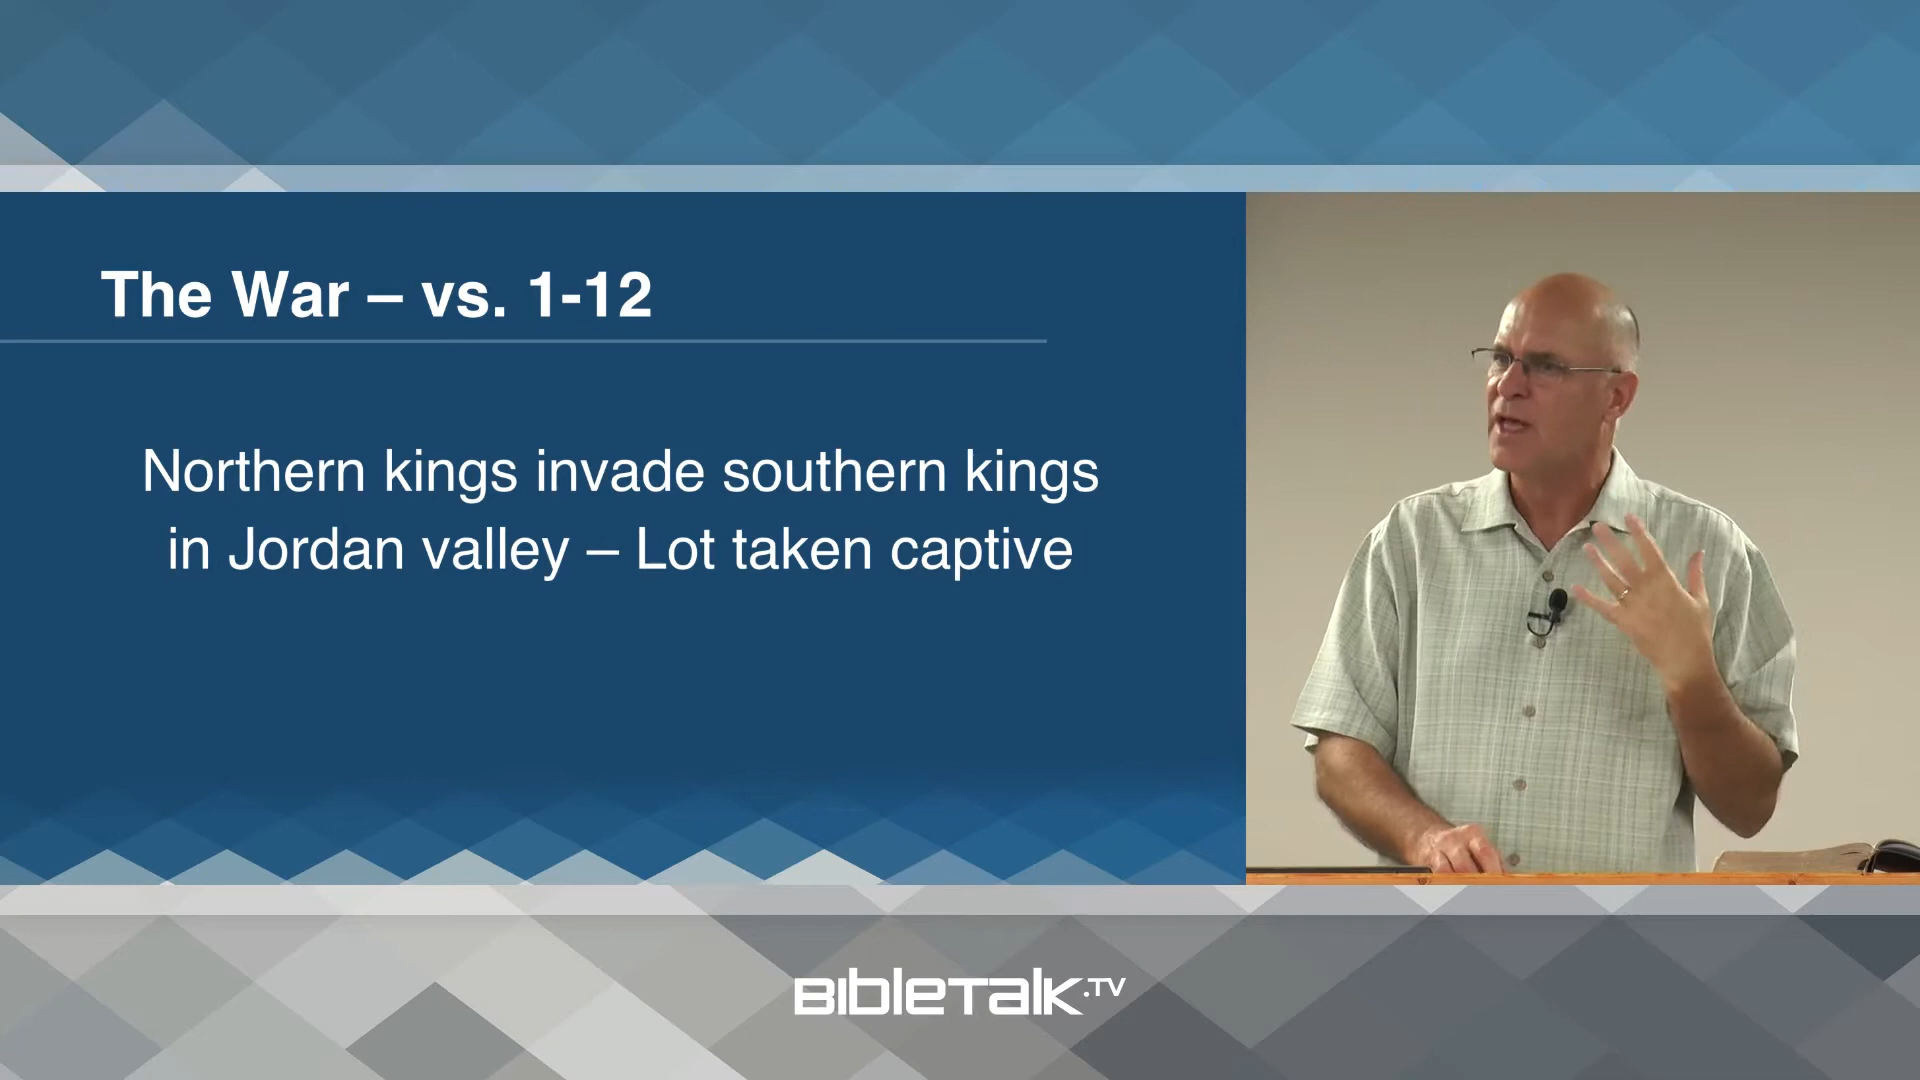 The War – vs. 1-12
Northern kings invade southern kings
in Jordan valley – Lot taken captive
BIBLETALK.TV